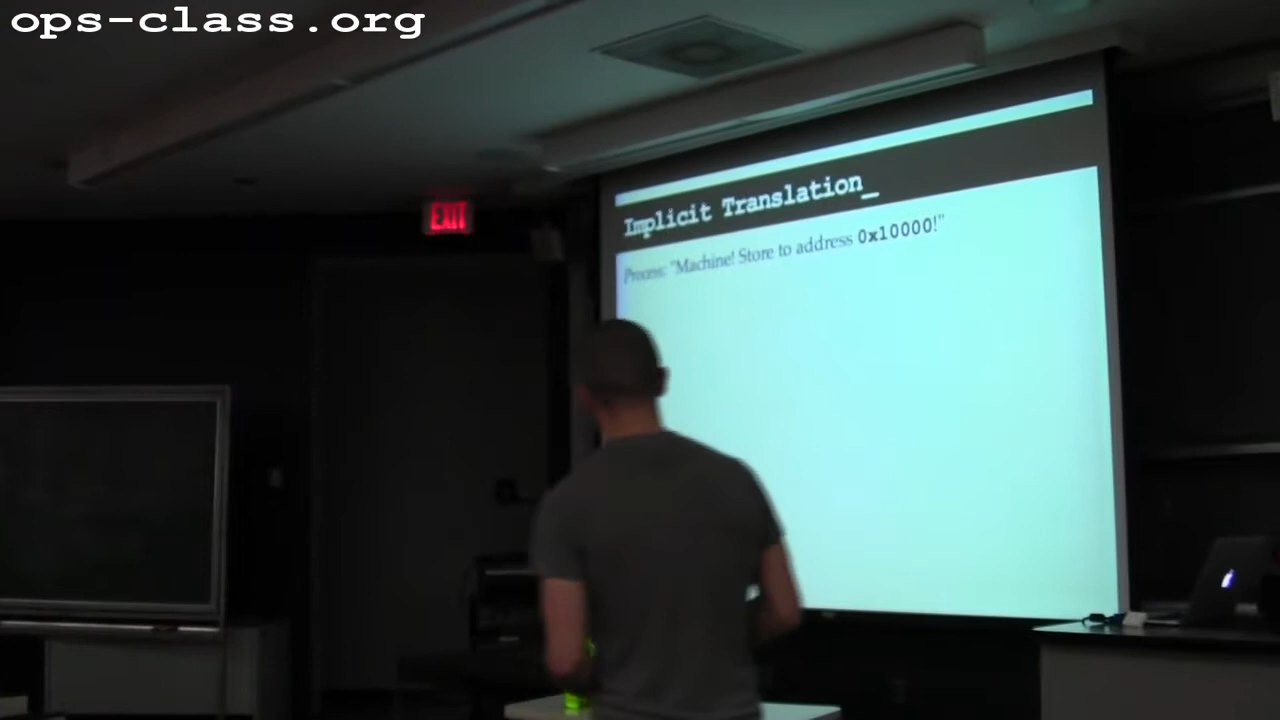 ops-class.org
EXIT
Implicit Translation_
Process: "Machine! Store to address 0x10000!"